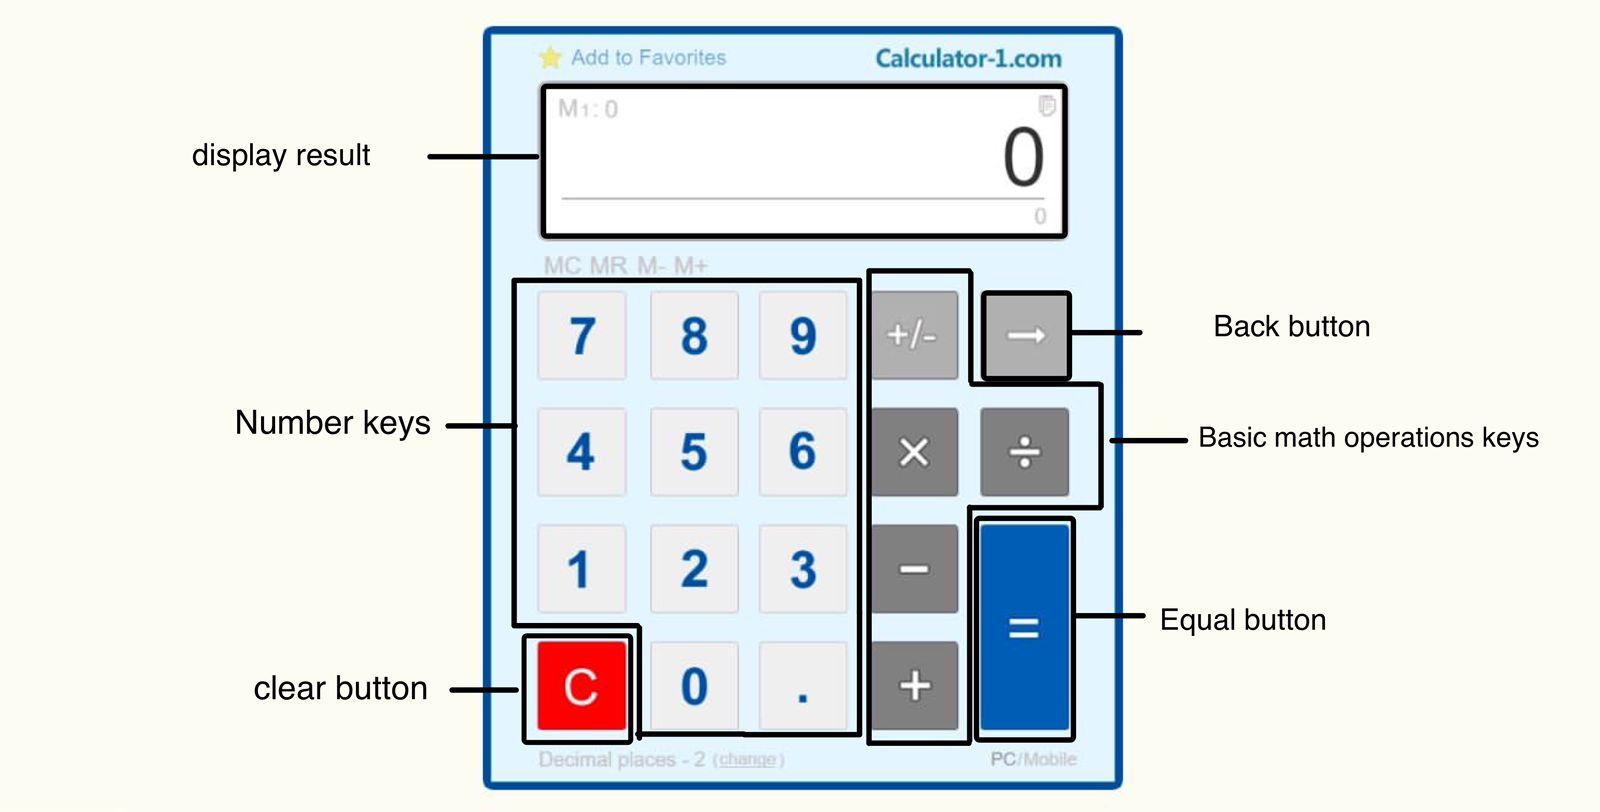 Add to Favorites
Calculator-1.com
M1: 0
0
0
display result
MC MR M- M+
7 8 9 +/- →
Back button
4 5 6 × ÷
Number keys
Basic math operations keys
1 2 3 −
=
Equal button
C 0 . +
clear button
Decimal places - 2 (change)
PC/Mobile